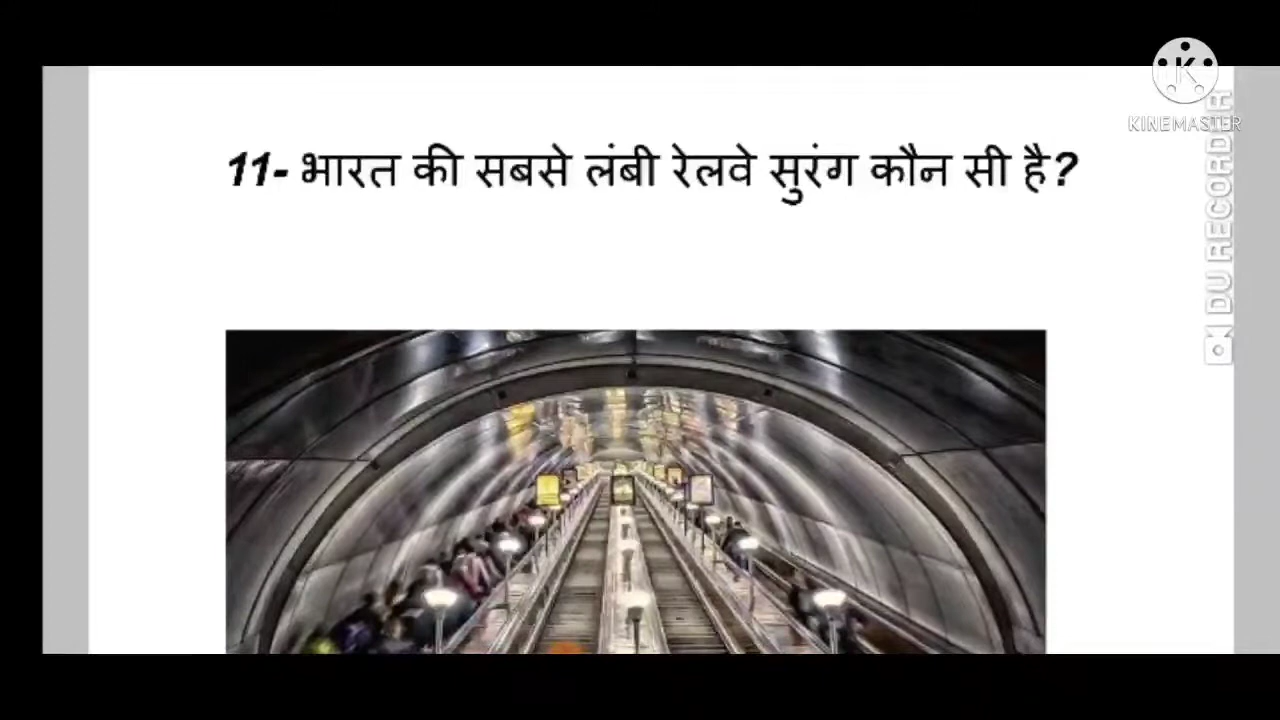 11- भारत की सबसे लंबी रेलवे सुरंग कौन सी है?
K
KINEMASTER
DU RECORDER